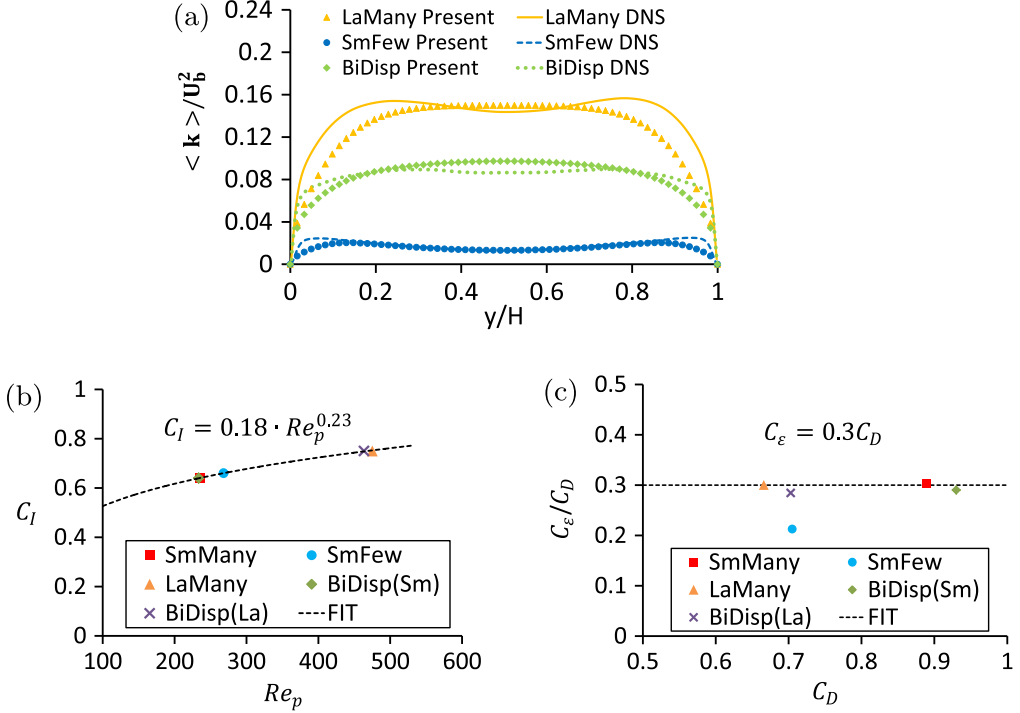 (a)
LaMany Present LaMany DNS
SmFew Present SmFew DNS
BiDisp Present BiDisp DNS
< k > /U_b^2
0.24
0.2
0.16
0.12
0.08
0.04
0
0 0.2 0.4 0.6 0.8 1
y/H
(b)
C_I = 0.18 · Re_p^0.23
C_I
1
0.8
0.6
0.4
0.2
0
SmMany SmFew
LaMany BiDisp(Sm)
BiDisp(La) FIT
100 200 300 400 500 600
Re_p
(c)
C_ε = 0.3C_D
C_ε/C_D
0.5
0.4
0.3
0.2
0.1
0
SmMany SmFew
LaMany BiDisp(Sm)
BiDisp(La) FIT
0.5 0.6 0.7 0.8 0.9 1
C_D